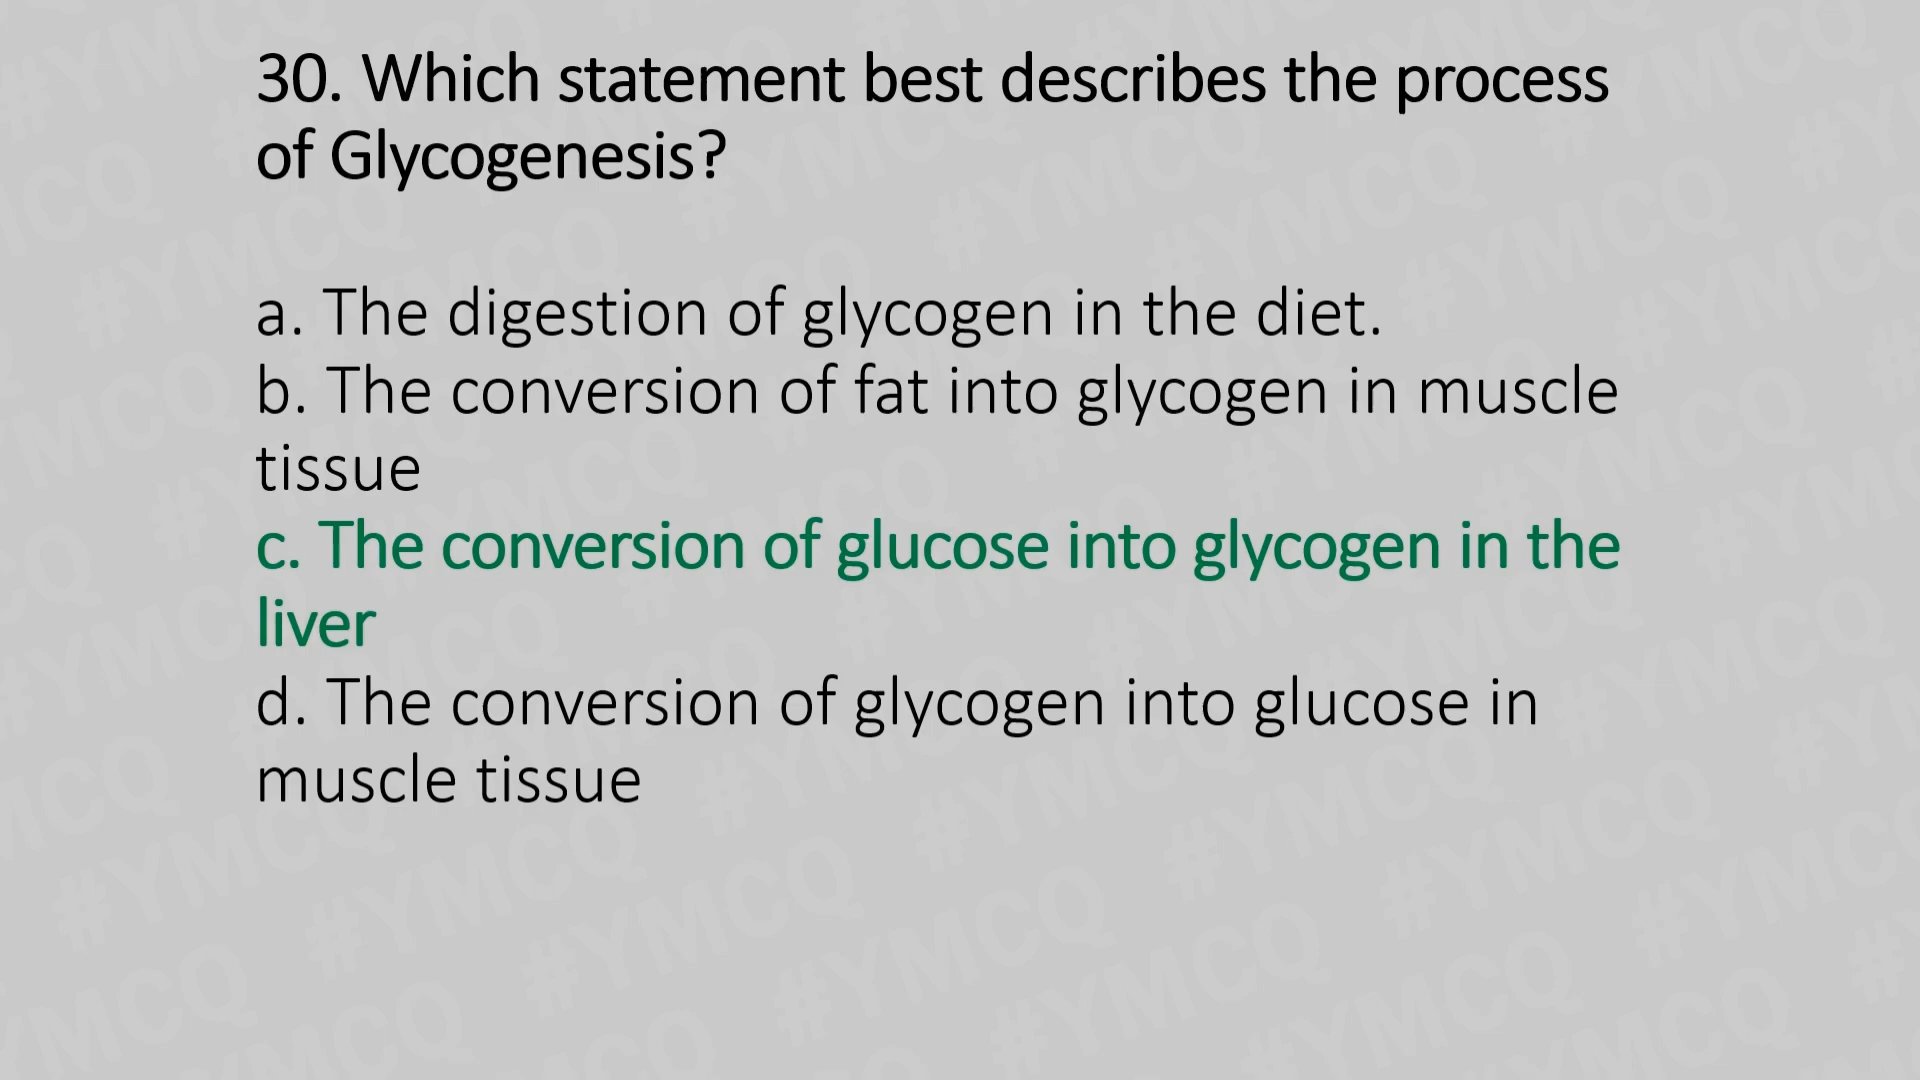 30. Which statement best describes the process
of Glycogenesis?
a. The digestion of glycogen in the diet.
b. The conversion of fat into glycogen in muscle
tissue
c. The conversion of glucose into glycogen in the
liver
d. The conversion of glycogen into glucose in
muscle tissue
#YMCQ